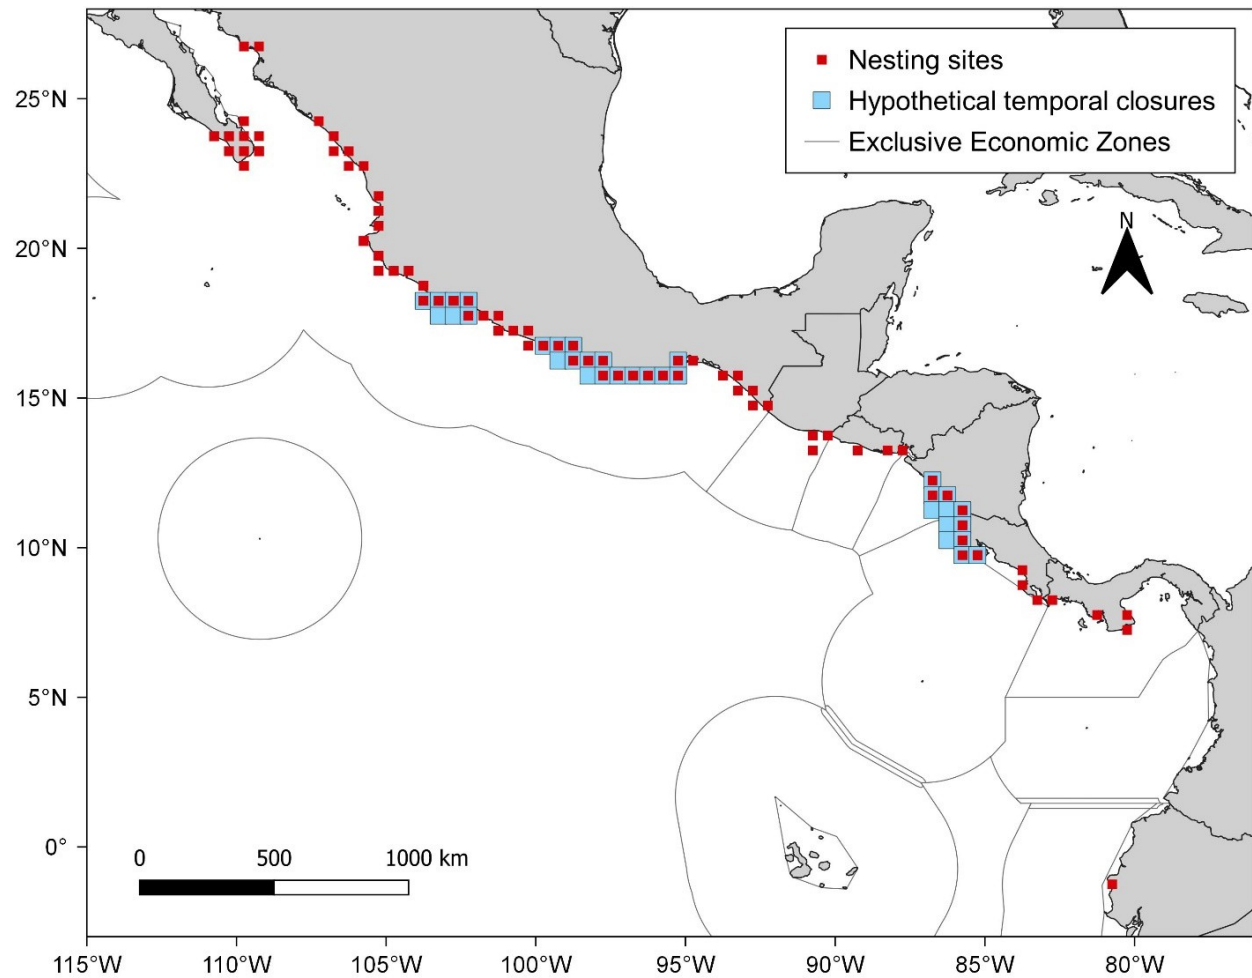 Nesting sites
Hypothetical temporal closures
Exclusive Economic Zones
N
25°N
20°N
15°N
10°N
5°N
0°
0 500 1000 km
115°W 110°W 105°W 100°W 95°W 90°W 85°W 80°W